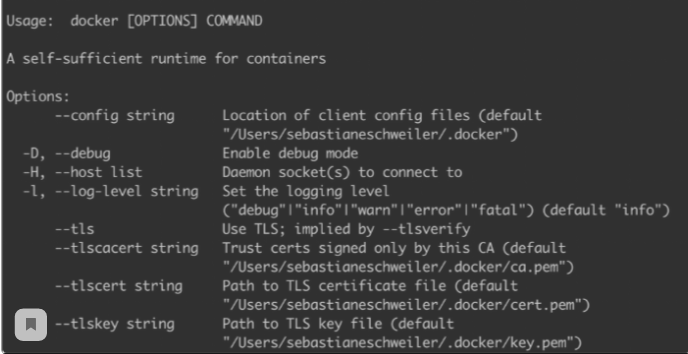 Usage:  docker [OPTIONS] COMMAND
A self-sufficient runtime for containers
Options:
      --config string      Location of client config files (default
                           "/Users/sebastianeschweiler/.docker")
  -D, --debug              Enable debug mode
  -H, --host list          Daemon socket(s) to connect to
  -l, --log-level string   Set the logging level
                           ("debug"|"info"|"warn"|"error"|"fatal") (default "info")
      --tls                Use TLS; implied by --tlsverify
      --tlscacert string   Trust certs signed only by this CA (default
                           "/Users/sebastianeschweiler/.docker/ca.pem")
      --tlscert string     Path to TLS certificate file (default
                           "/Users/sebastianeschweiler/.docker/cert.pem")
      --tlskey string      Path to TLS key file (default
                           "/Users/sebastianeschweiler/.docker/key.pem")